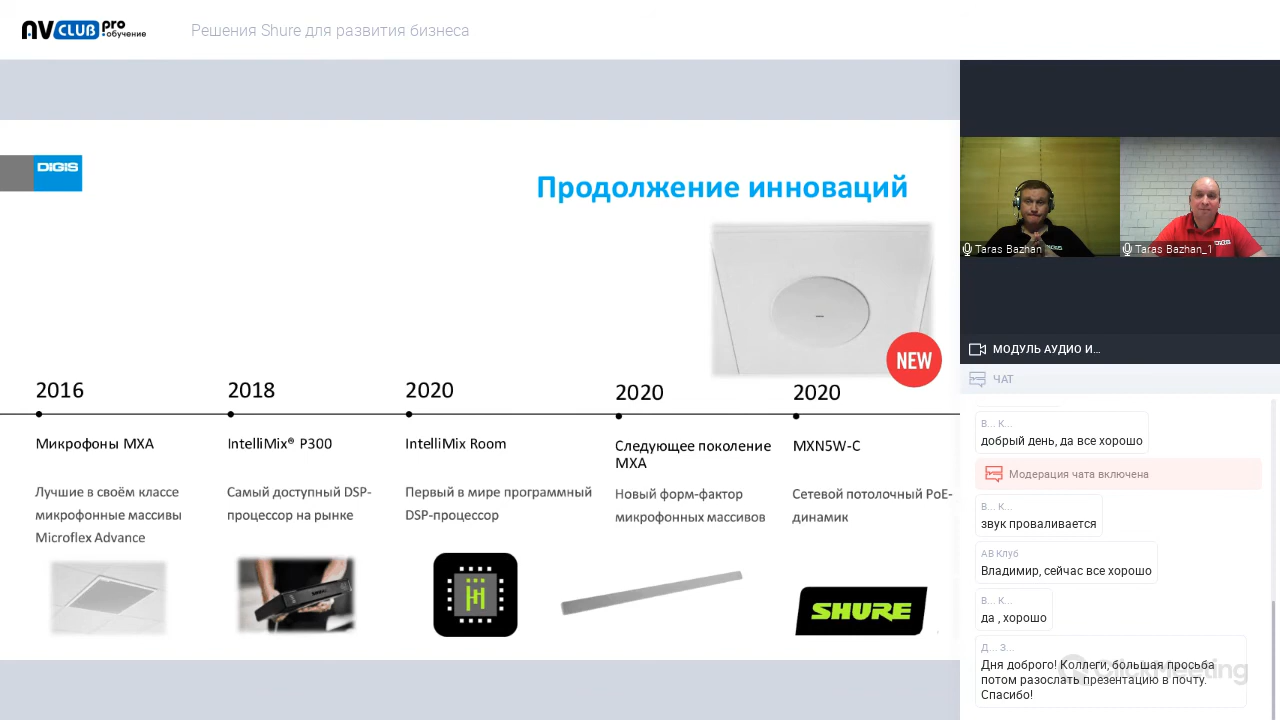 AVCLUB pro
•обучение
Решения Shure для развития бизнеса
DIGIS
Продолжение инноваций
NEW
2016
2018
2020
2020
2020
Микрофоны MXA
IntelliMix® P300
IntelliMix Room
Следующее поколение
MXA
MXN5W-C
Лучшие в своём классе
микрофонные массивы
Microflex Advance
Самый доступный DSP-
процессор на рынке
Первый в мире программный
DSP-процессор
Новый форм-фактор
микрофонных массивов
Сетевой потолочный PoE-
динамик
SHURE
Taras Bazhan
Taras Bazhan_1
МОДУЛЬ АУДИО И...
ЧАТ
В... К...
добрый день, да все хорошо
Модерация чата включена
В... К...
звук проваливается
АВ Клуб
Владимир, сейчас все хорошо
В... К...
да , хорошо
Д... З...
Дня доброго! Коллеги, большая просьба
потом разослать презентацию в почту.
Спасибо!
ClickMeeting